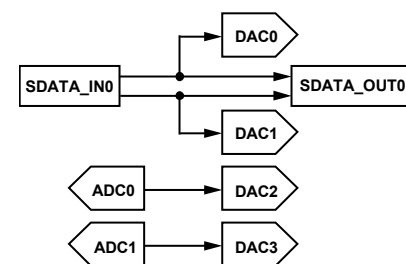 DAC0
SDATA_IN0 SDATA_OUT0
DAC1
ADC0 DAC2
ADC1 DAC3